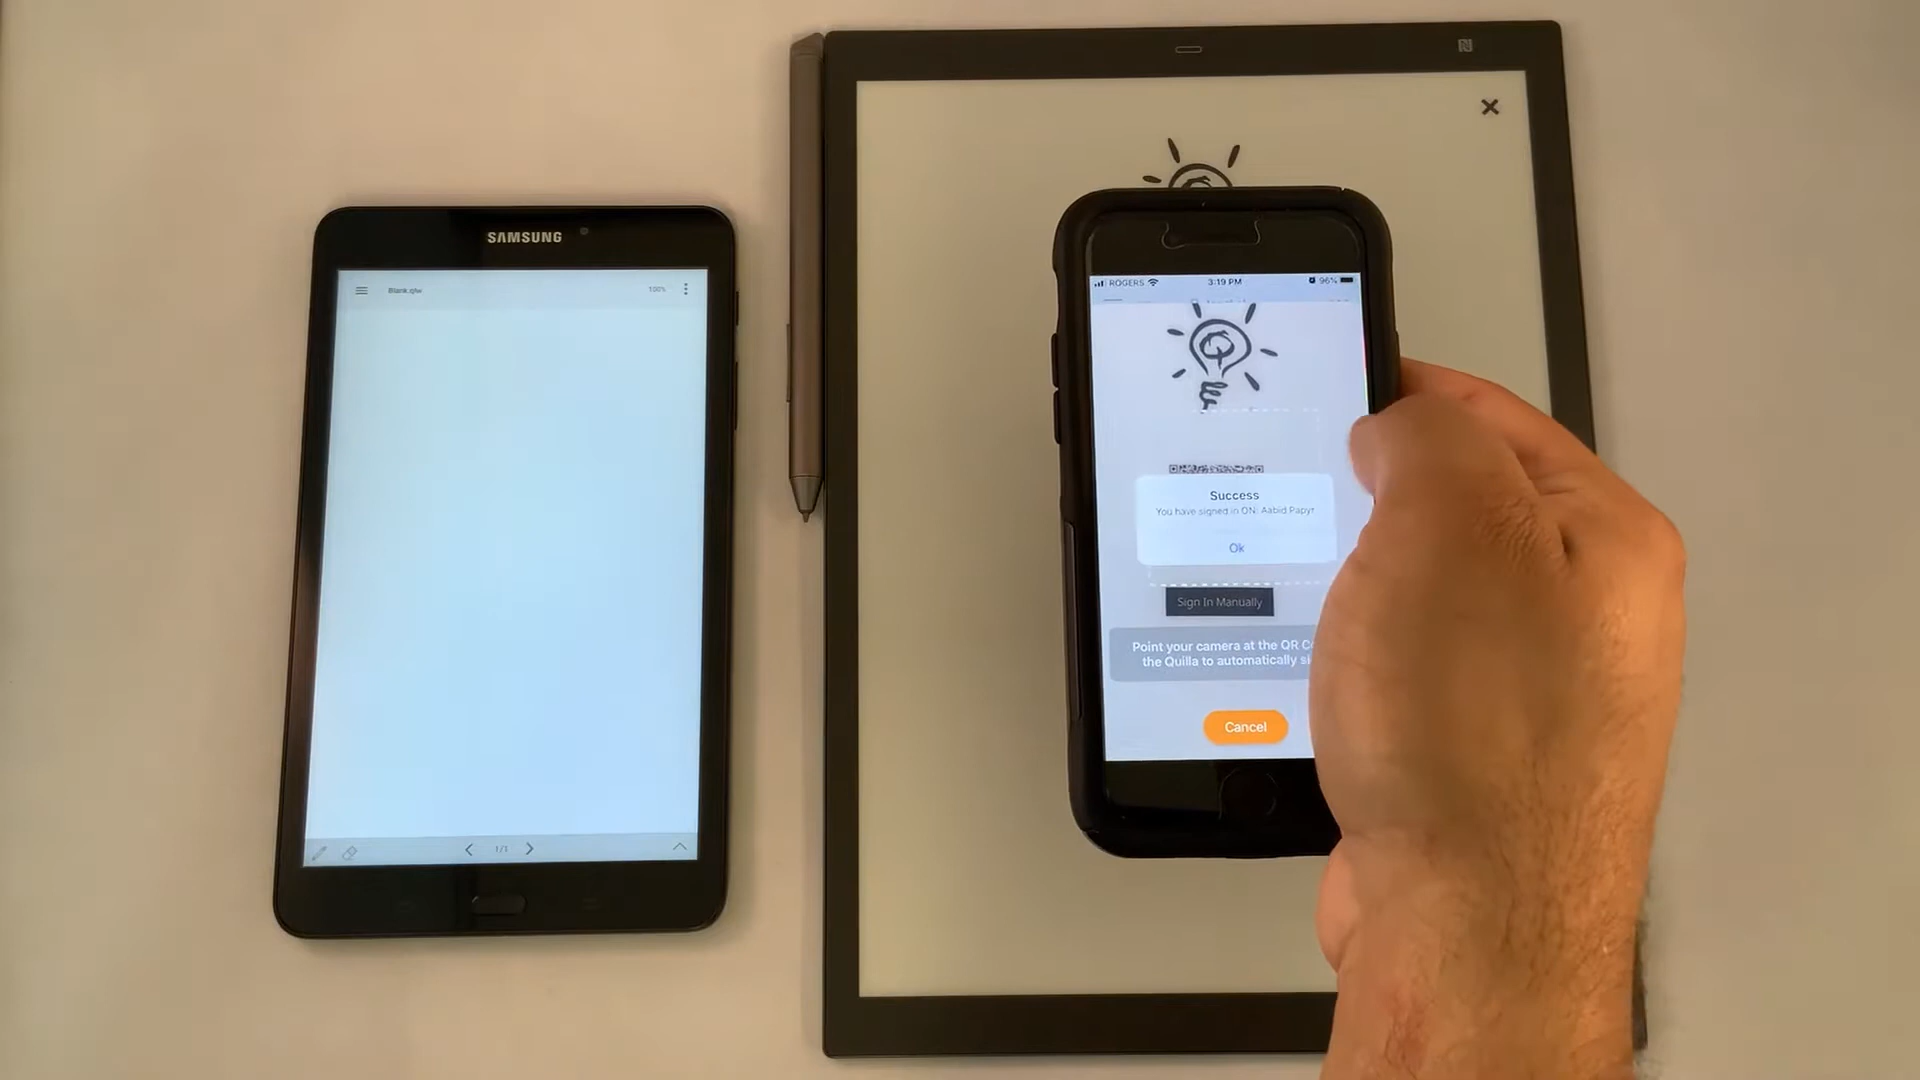 SAMSUNG
Blank.qlw
100%
1/1
ROGERS
3:19 PM
96%
Success
You have signed in ON: Aabid Papyr
Ok
Sign In Manually
Point your camera at the QR
the Quilla to automatically
Cancel